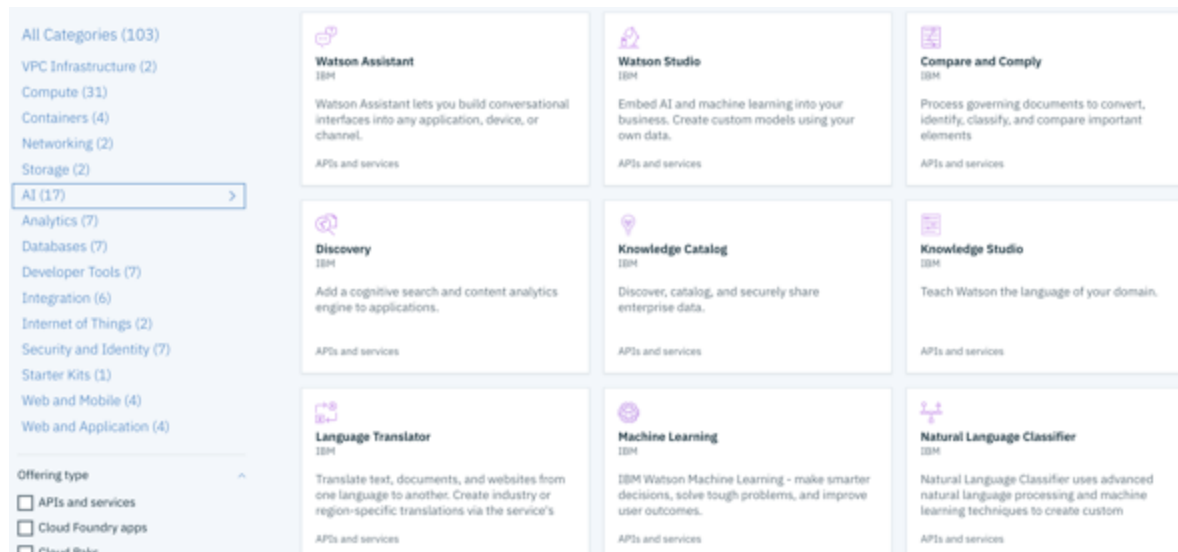 All Categories (103)
VPC Infrastructure (2)
Compute (31)
Containers (4)
Networking (2)
Storage (2)
AI (17)
Analytics (7)
Databases (7)
Developer Tools (7)
Integration (6)
Internet of Things (2)
Security and Identity (7)
Starter Kits (1)
Web and Mobile (4)
Web and Application (4)
Offering type
APIs and services
Cloud Foundry apps
Cloud Paks
Watson Assistant
IBM
Watson Assistant lets you build conversational
interfaces into any application, device, or
channel.
APIs and services
Watson Studio
IBM
Embed AI and machine learning into your
business. Create custom models using your
own data.
APIs and services
Compare and Comply
IBM
Process governing documents to convert,
identify, classify, and compare important
elements
APIs and services
Discovery
IBM
Add a cognitive search and content analytics
engine to applications.
APIs and services
Knowledge Catalog
IBM
Discover, catalog, and securely share
enterprise data.
APIs and services
Knowledge Studio
IBM
Teach Watson the language of your domain.
APIs and services
Language Translator
IBM
Translate text, documents, and websites from
one language to another. Create industry or
region-specific translations via the service's
APIs and services
Machine Learning
IBM
IBM Watson Machine Learning - make smarter
decisions, solve tough problems, and improve
user outcomes.
APIs and services
Natural Language Classifier
IBM
Natural Language Classifier uses advanced
natural language processing and machine
learning techniques to create custom
APIs and services